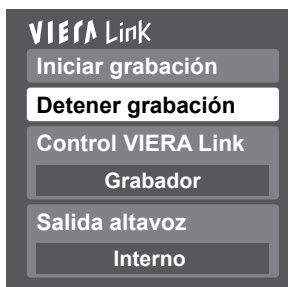 VIERA Link
Iniciar grabación
Detener grabación
Control VIERA Link
Grabador
Salida altavoz
Interno